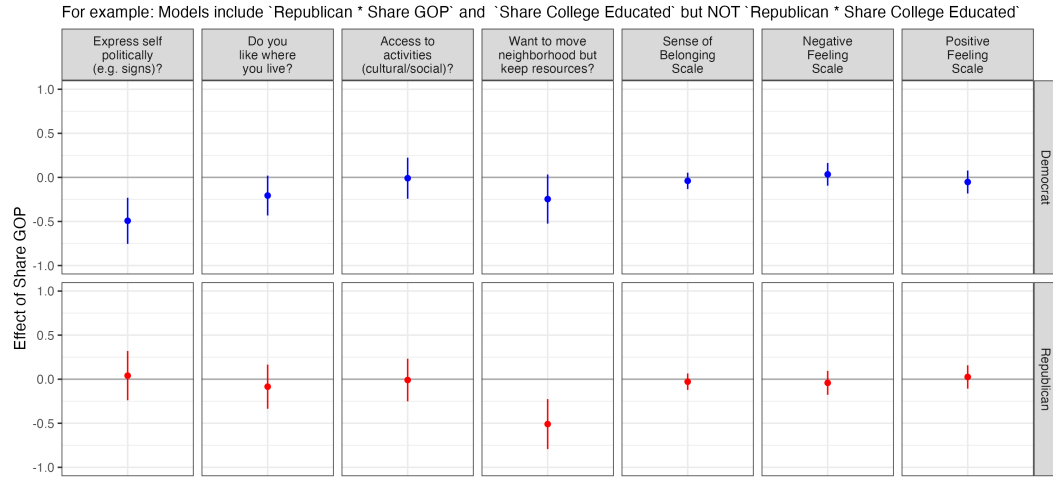 For example: Models include `Republican * Share GOP` and `Share College Educated` but NOT `Republican * Share College Educated`
Express self
politically
(e.g. signs)?
Do you
like where
you live?
Access to
activities
(cultural/social)?
Want to move
neighborhood but
keep resources?
Sense of
Belonging
Scale
Negative
Feeling
Scale
Positive
Feeling
Scale
Effect of Share GOP
1.0
0.5
0.0
-0.5
-1.0
Democrat
1.0
0.5
0.0
-0.5
-1.0
Republican